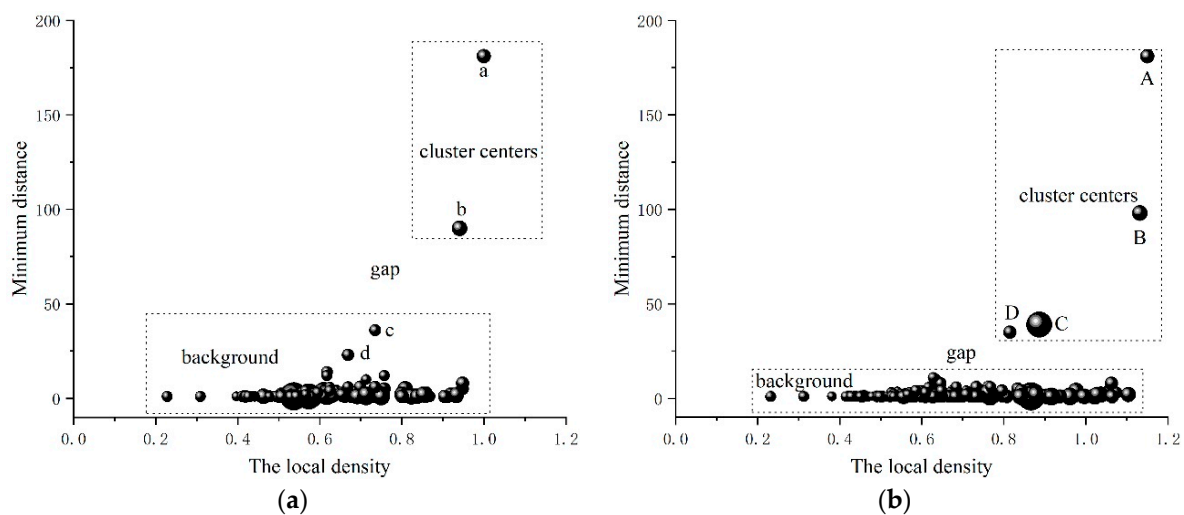 200
150
100
50
0
Minimum distance
a
cluster centers
b
gap
c
d
background
0.0 0.2 0.4 0.6 0.8 1.0 1.2
The local density
(a)
200
150
100
50
0
Minimum distance
A
cluster centers
B
D
C
gap
background
0.0 0.2 0.4 0.6 0.8 1.0 1.2
The local density
(b)